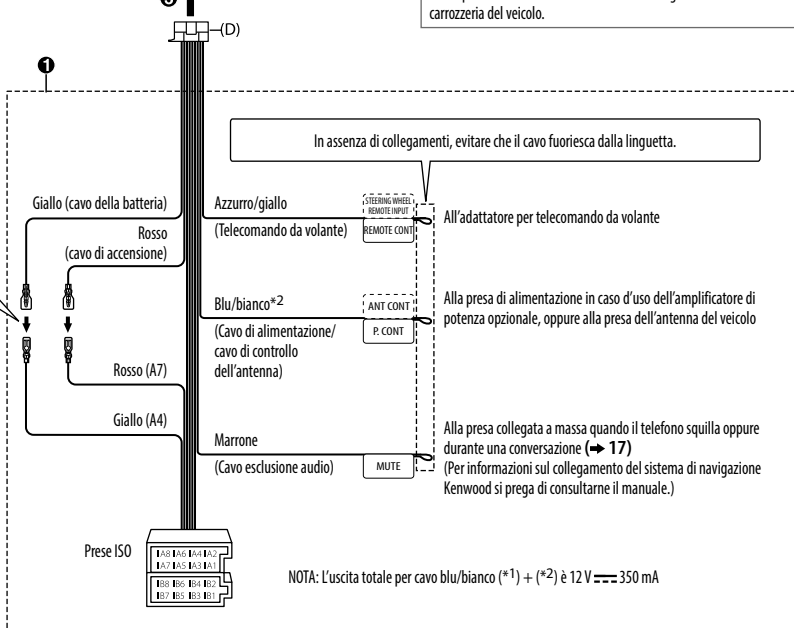 carrozzeria del veicolo.
(D)
1
In assenza di collegamenti, evitare che il cavo fuoriesca dalla linguetta.
Giallo (cavo della batteria)
Rosso
(cavo di accensione)
Azzurro/giallo
(Telecomando da volante)
STEERING WHEEL
REMOTE INPUT
REMOTE CONT
All'adattatore per telecomando da volante
Blu/bianco*2
(Cavo di alimentazione/
cavo di controllo
dell'antenna)
ANT CONT
P. CONT
Alla presa di alimentazione in caso d'uso dell'amplificatore di
potenza opzionale, oppure alla presa dell'antenna del veicolo
Rosso (A7)
Giallo (A4)
Marrone
(Cavo esclusione audio)
MUTE
Alla presa collegata a massa quando il telefono squilla oppure
durante una conversazione (➜ 17)
(Per informazioni sul collegamento del sistema di navigazione
Kenwood si prega di consultarne il manuale.)
Prese ISO
A8 A6 A4 A2
A7 A5 A3 A1
B8 B6 B4 B2
B7 B5 B3 B1
NOTA: L'uscita totale per cavo blu/bianco (*1) + (*2) è 12 V ⎓ 350 mA